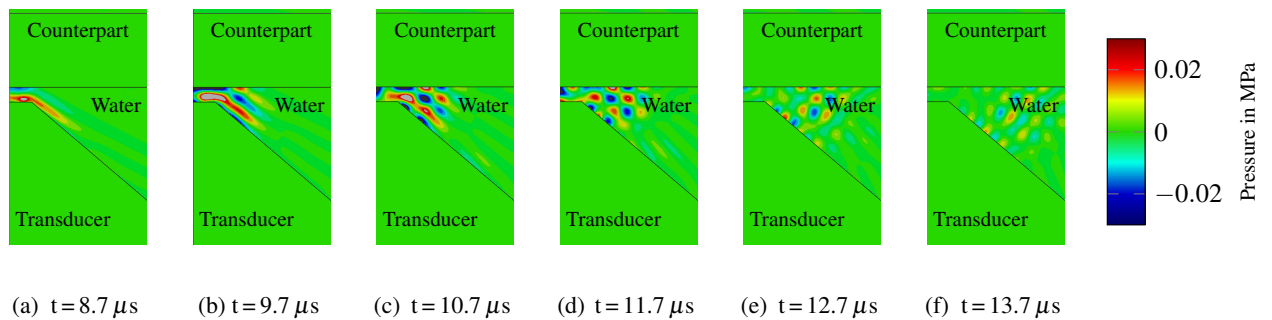 Counterpart Counterpart Counterpart Counterpart Counterpart Counterpart
Water Water Water Water Water Water
Transducer Transducer Transducer Transducer Transducer Transducer
0.02
0
−0.02
Pressure in MPa
(a) t=8.7 μs (b) t=9.7 μs (c) t=10.7 μs (d) t=11.7 μs (e) t=12.7 μs (f) t=13.7 μs